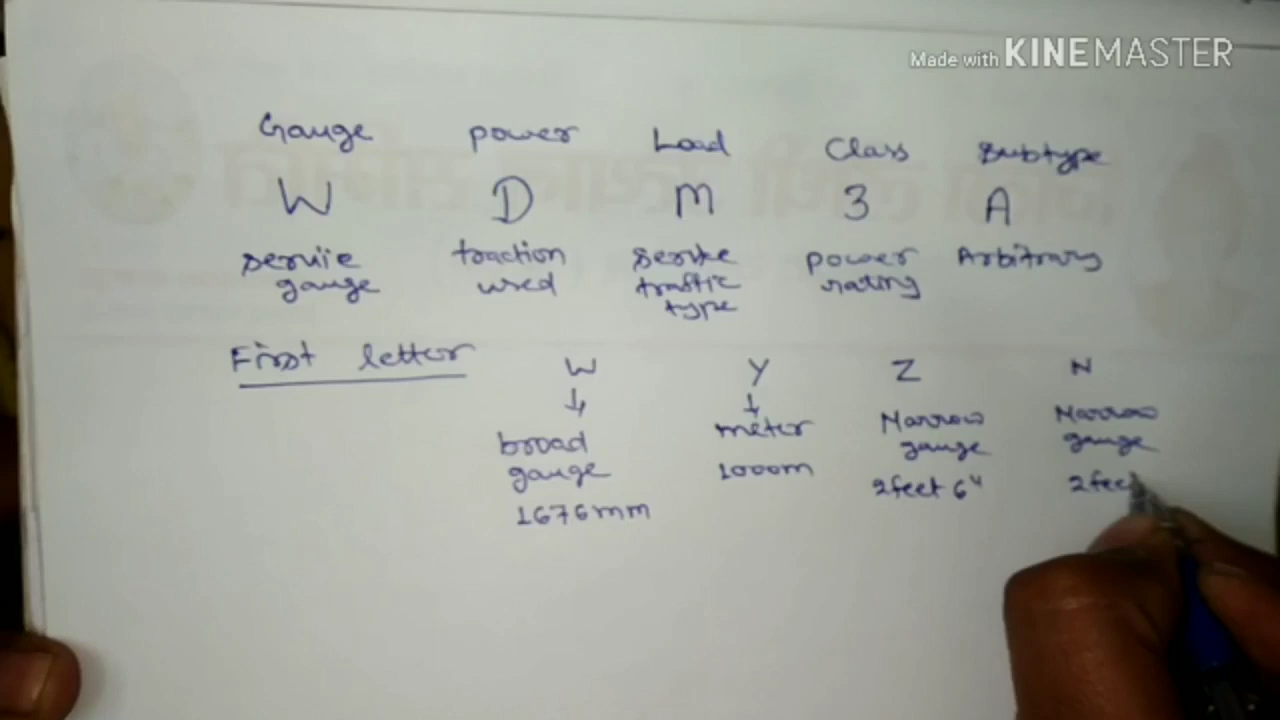 Made with KINEMASTER
Gauge power Load Class Subtype
W D M 3 A
service traction service power Arbitrary
gauge used traffic rating
type
First letter W Y Z N
broad meter Narrow Narrow
gauge 1000m gauge gauge
1676mm 2feet 6" 2feet